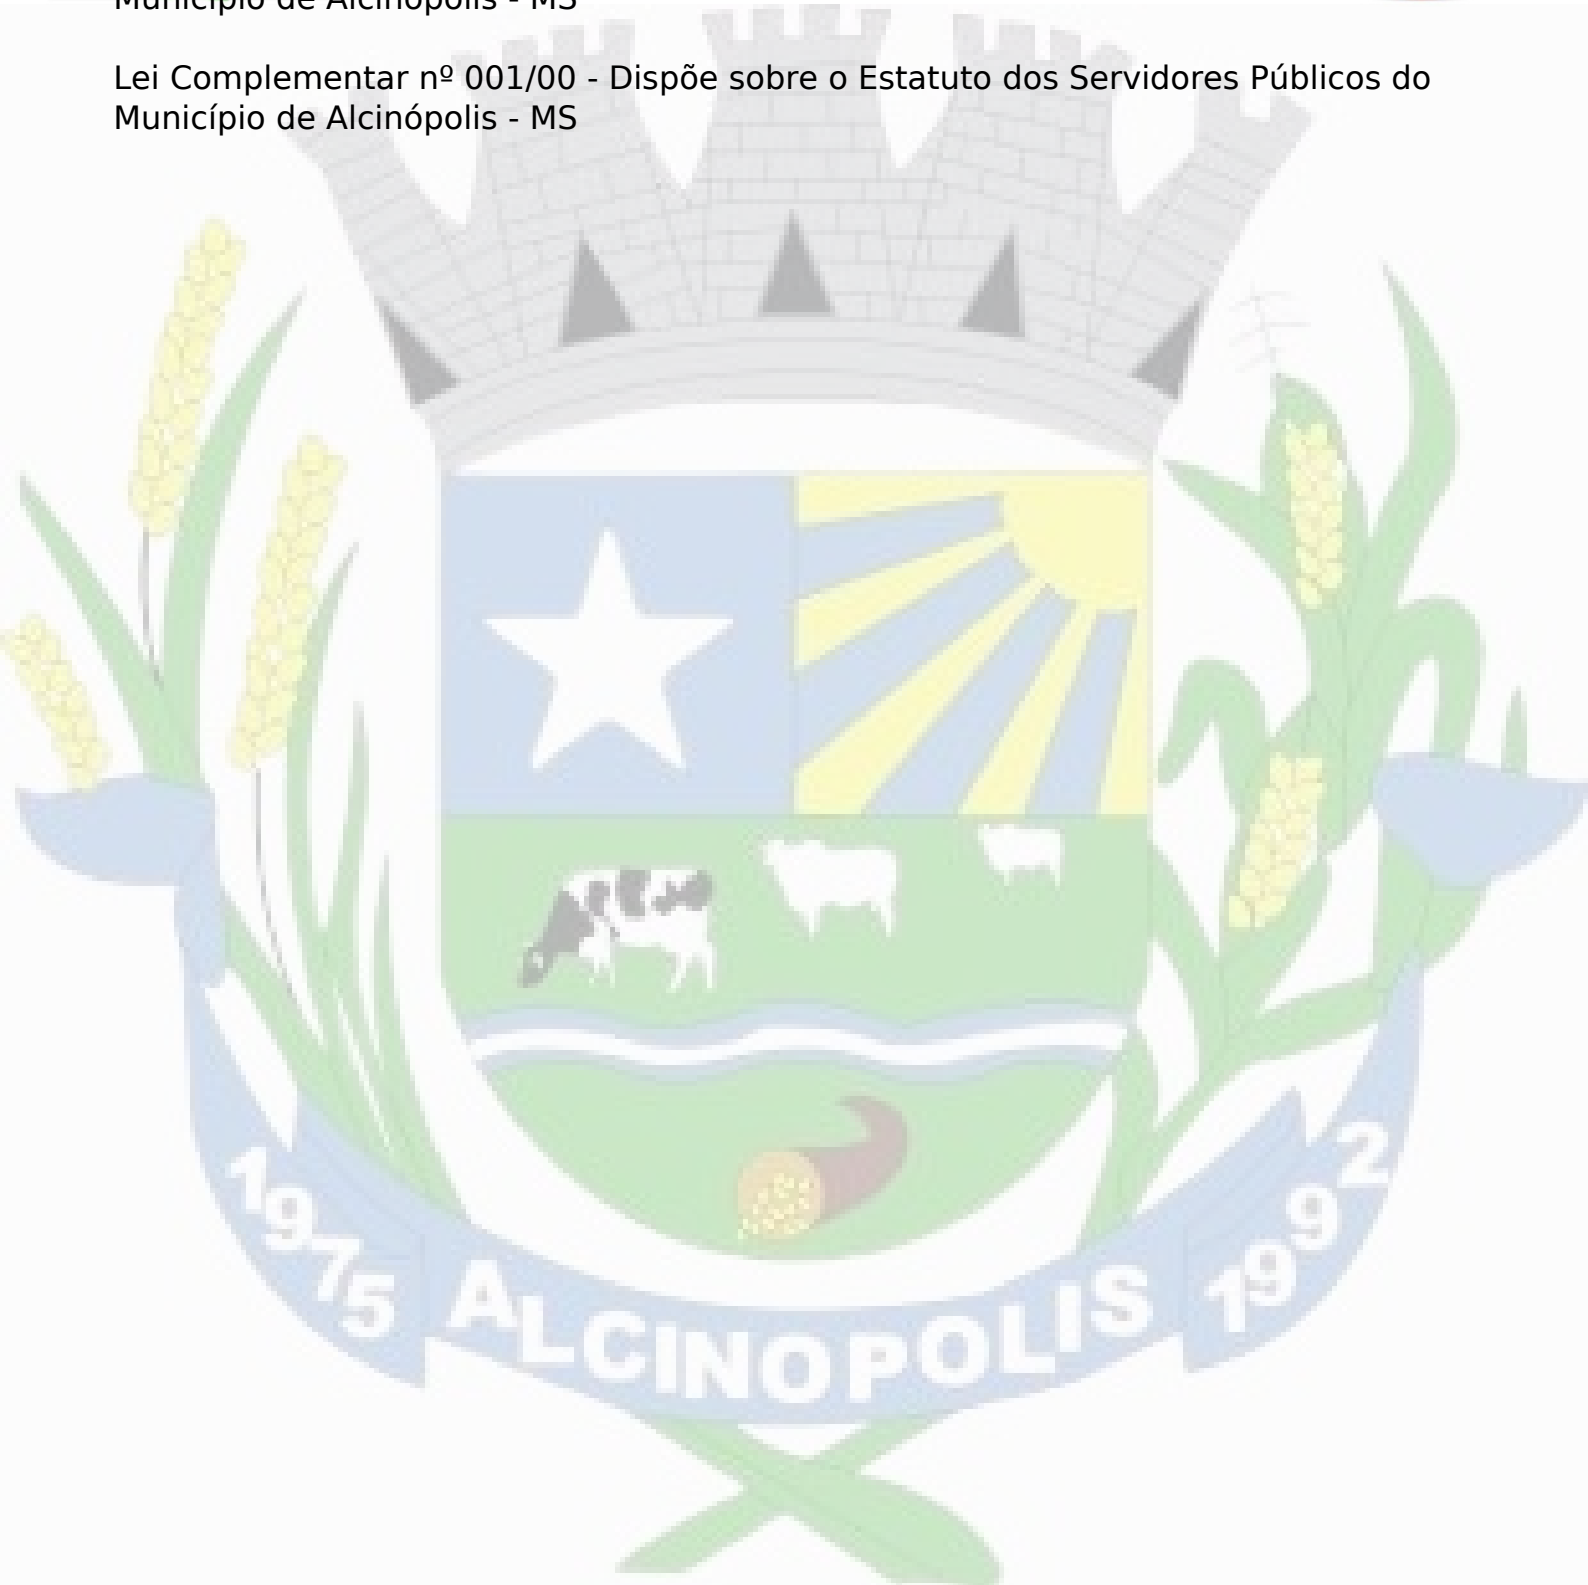 Município de Alcinópolis - MS
Lei Complementar nº 001/00 - Dispõe sobre o Estatuto dos Servidores Públicos do
Município de Alcinópolis - MS
1975 ALCINOPOLIS 1992